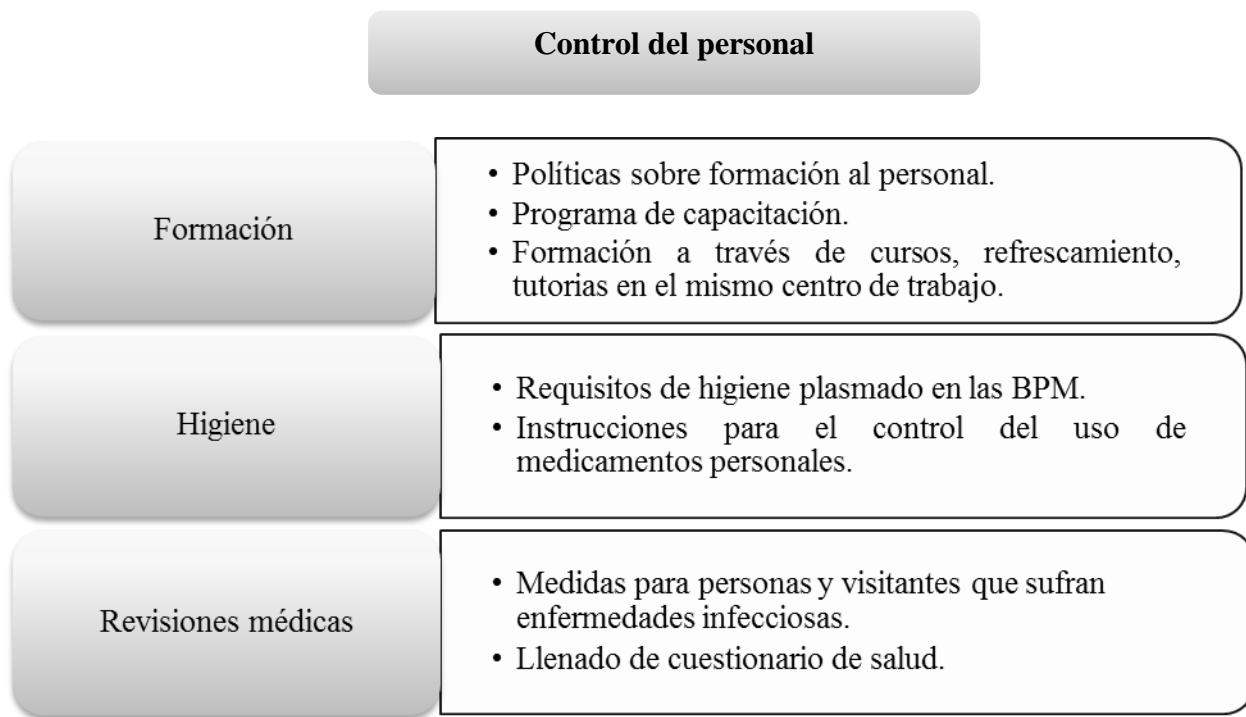 Control del personal
Formación
• Políticas sobre formación al personal.
• Programa de capacitación.
• Formación a través de cursos, refrescamiento,
tutorias en el mismo centro de trabajo.
Higiene
• Requisitos de higiene plasmado en las BPM.
• Instrucciones para el control del uso de
medicamentos personales.
Revisiones médicas
• Medidas para personas y visitantes que sufran
enfermedades infecciosas.
• Llenado de cuestionario de salud.